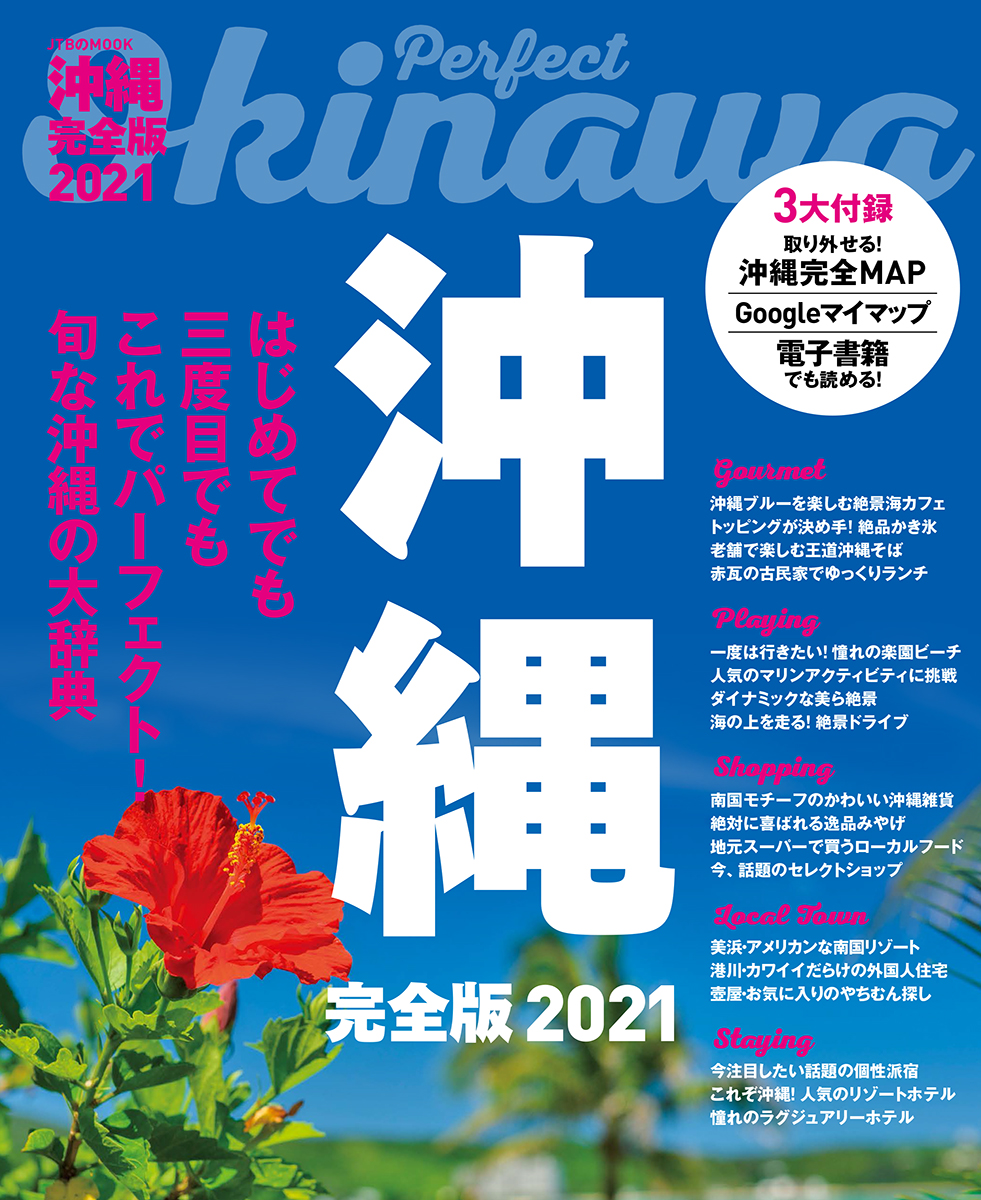 JTBのMOOK
沖縄
完全版
2021
Perfect
Okinawa
3大付録
取り外せる!
沖縄完全MAP
Googleマイマップ
電子書籍
でも読める!
沖縄
完全版 2021
はじめてでも
三度目でも
これでパーフェクト!
旬な沖縄の大辞典
Gourmet
沖縄ブルーを楽しむ絶景海カフェ
トッピングが決め手! 絶品かき氷
老舗で楽しむ王道沖縄そば
赤瓦の古民家でゆっくりランチ
Playing
一度は行きたい! 憧れの楽園ビーチ
人気のマリンアクティビティに挑戦
ダイナミックな美ら絶景
海の上を走る! 絶景ドライブ
Shopping
南国モチーフのかわいい沖縄雑貨
絶対に喜ばれる逸品みやげ
地元スーパーで買うローカルフード
今、話題のセレクトショップ
Local Town
美浜・アメリカンな南国リゾート
港川・カワイイだらけの外国人住宅
壺屋・お気に入りのやちむん探し
Staying
今注目したい話題の個性派宿
これぞ沖縄! 人気のリゾートホテル
憧れのラグジュアリーホテル